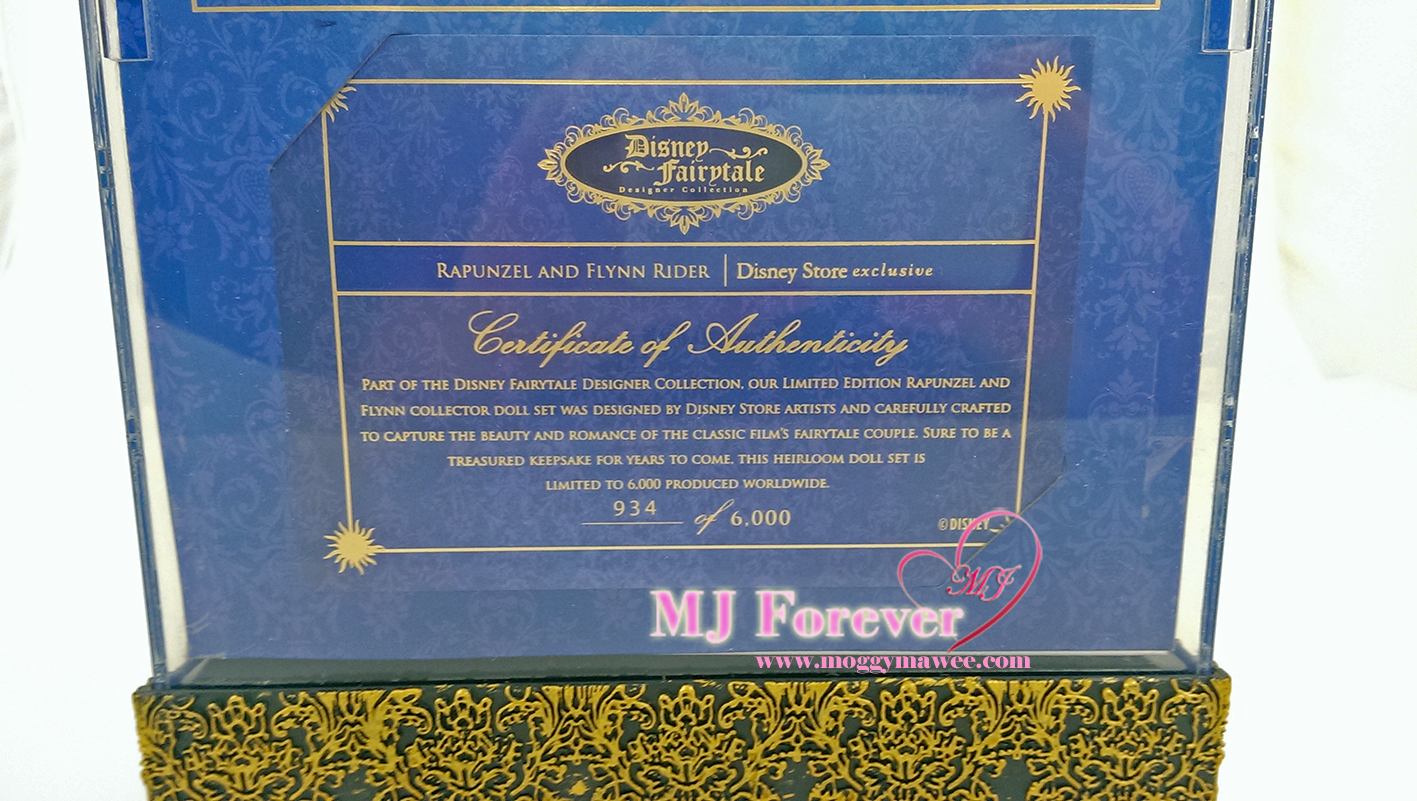 Disney
Fairytale
Designer Collection
RAPUNZEL AND FLYNN RIDER | Disney Store exclusive
Certificate of Authenticity
PART OF THE DISNEY FAIRYTALE DESIGNER COLLECTION, OUR LIMITED EDITION RAPUNZEL AND
FLYNN COLLECTOR DOLL SET WAS DESIGNED BY DISNEY STORE ARTISTS AND CAREFULLY CRAFTED
TO CAPTURE THE BEAUTY AND ROMANCE OF THE CLASSIC FILM'S FAIRYTALE COUPLE. SURE TO BE A
TREASURED KEEPSAKE FOR YEARS TO COME, THIS HEIRLOOM DOLL SET IS
LIMITED TO 6,000 PRODUCED WORLDWIDE.
934 of 6,000
© DISNEY
MJ
MJ Forever
www.moggymawee.com